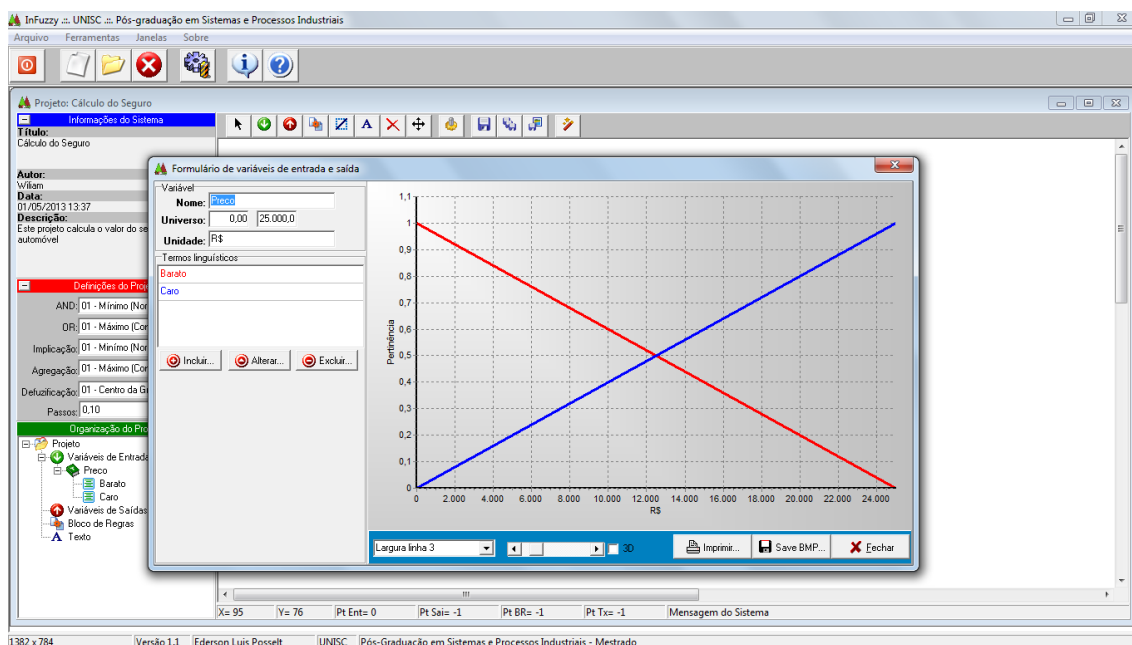 InFuzzy .::. UNISC .::. Pós-graduação em Sistemas e Processos Industriais
Arquivo Ferramentas Janelas Sobre
Projeto: Cálculo do Seguro
Informações do Sistema
Título:
Cálculo do Seguro
Autor:
Wiliam
Data:
01/05/2013 13:37
Descrição:
Este projeto calcula o valor do se
automóvel
Definições do Proj
AND: 01 - Mínimo (Nor
OR: 01 - Máximo (Cor
Implicação: 01 - Minímo (Nor
Agregação: 01 - Máximo (Cor
Defuzificação: 01 - Centro da Gr
Passos: 0,10
Organização do Pro
Projeto
Variáveis de Entrada
Preco
Barato
Caro
Variáveis de Saídas
Bloco de Regras
A Texto
Formulário de variáveis de entrada e saída
Variável
Nome: Preco
Universo: 0,00 25.000,0
Unidade: R$
Termos linguísticos
Barato
Caro
Incluir... Alterar... Excluir...
Pertinência
1,1
1
0,9
0,8
0,7
0,6
0,5
0,4
0,3
0,2
0,1
0
0 2.000 4.000 6.000 8.000 10.000 12.000 14.000 16.000 18.000 20.000 22.000 24.000
R$
Largura linha 3 3D Imprimir... Save BMP... Fechar
X= 95 Y= 76 Pt Ent= 0 Pt Sai= -1 Pt BR= -1 Pt Tx= -1 Mensagem do Sistema
1382 x 784 Versão 1.1 Ederson Luis Posselt UNISC Pós-Graduação em Sistemas e Processos Industriais - Mestrado